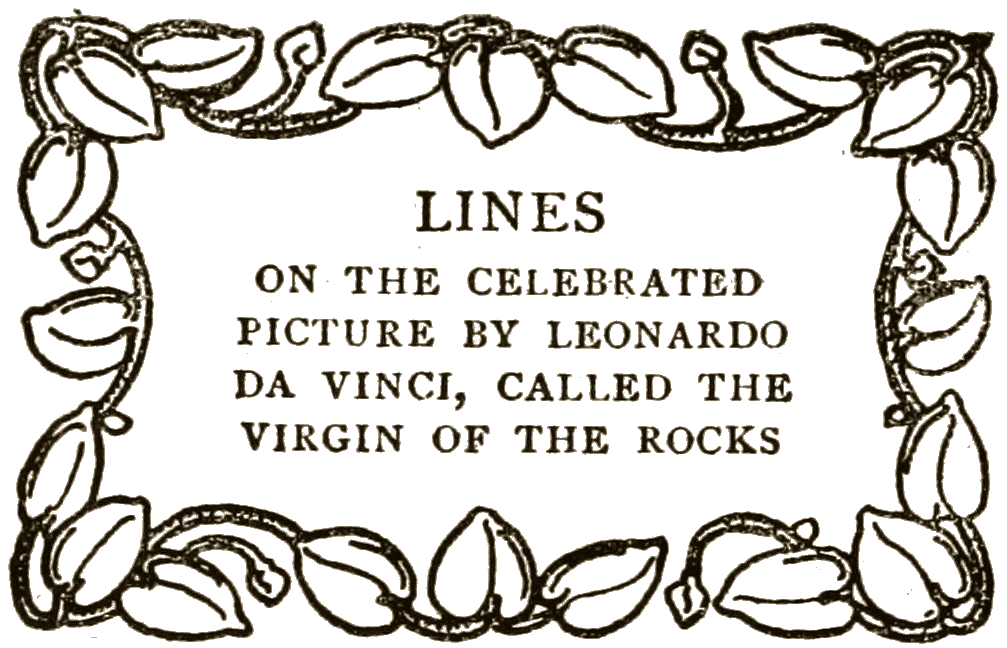 LINES
ON THE CELEBRATED
PICTURE BY LEONARDO
DA VINCI, CALLED THE
VIRGIN OF THE ROCKS